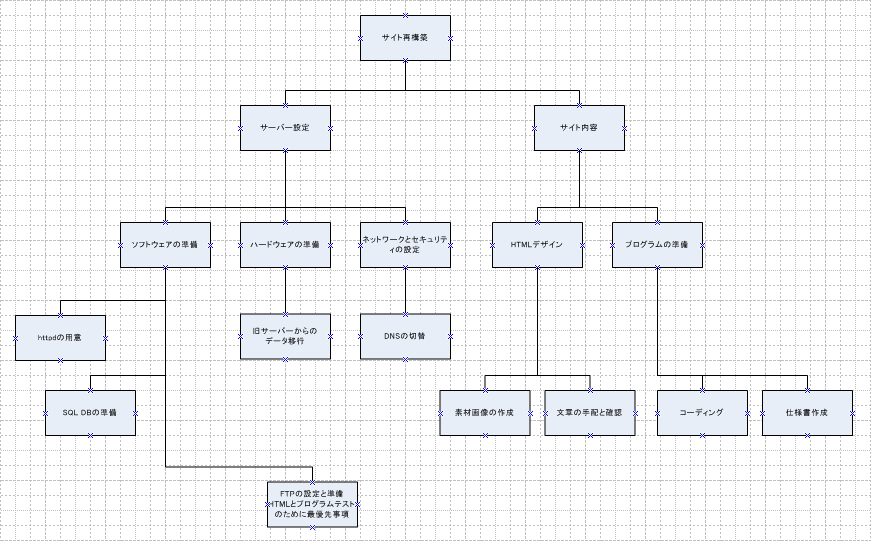 サイト再構築
サーバー設定
サイト内容
ソフトウェアの準備
ハードウェアの準備
ネットワークとセキュリテ
ィの設定
HTMLデザイン
プログラムの準備
httpdの用意
旧サーバーからの
データ移行
DNSの切替
SQL DBの準備
素材画像の作成
文章の手配と確認
コーディング
仕様書作成
FTPの設定と準備
HTMLとプログラムテスト
のために最優先事項